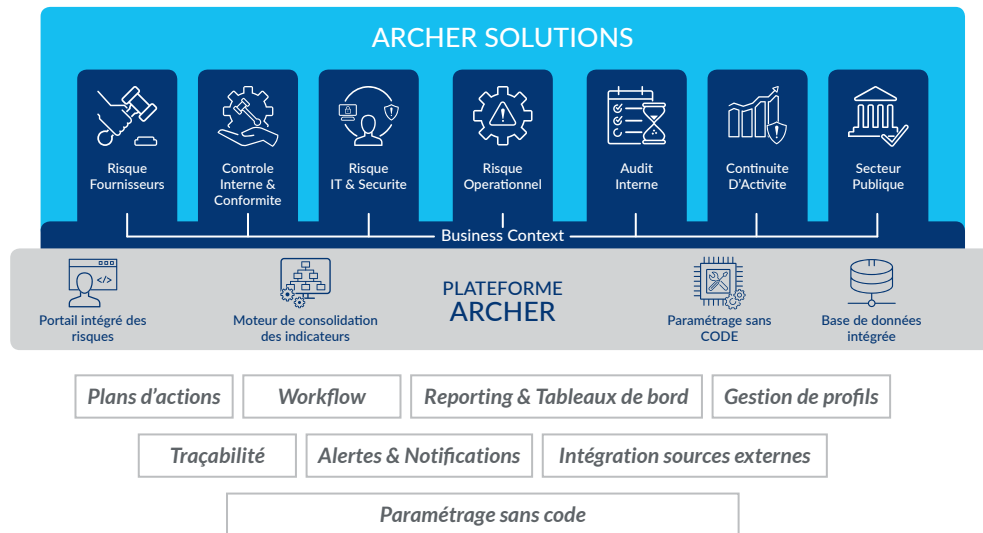 ARCHER SOLUTIONS
Risque
Fournisseurs
Controle
Interne &
Conformite
Risque
IT & Securite
Risque
Operationnel
Audit
Interne
Continuite
D'Activite
Secteur
Publique
Business Context
</>
Portail intégré des
risques
Moteur de consolidation
des indicateurs
PLATEFORME
ARCHER
Paramétrage sans
CODE
Base de données
intégrée
Plans d'actions
Workflow
Reporting & Tableaux de bord
Gestion de profils
Traçabilité
Alertes & Notifications
Intégration sources externes
Paramétrage sans code